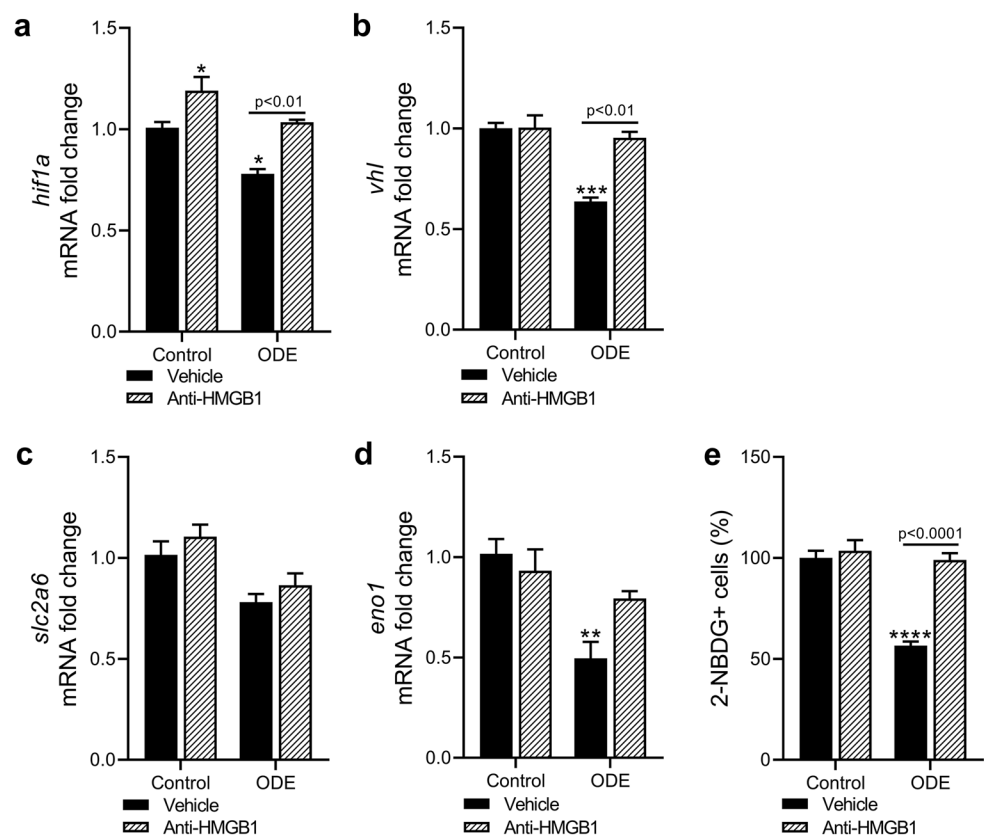 a
hif1a
mRNA fold change
1.5
1.0
0.5
0.0
*
*
p<0.01
Control
ODE
Vehicle
Anti-HMGB1
b
vhl
mRNA fold change
1.5
1.0
0.5
0.0
***
p<0.01
Control
ODE
Vehicle
Anti-HMGB1
c
slc2a6
mRNA fold change
1.5
1.0
0.5
0.0
Control
ODE
Vehicle
Anti-HMGB1
d
eno1
mRNA fold change
1.5
1.0
0.5
0.0
**
Control
ODE
Vehicle
Anti-HMGB1
e
2-NBDG+ cells (%)
150
100
50
0
****
p<0.0001
Control
ODE
Vehicle
Anti-HMGB1